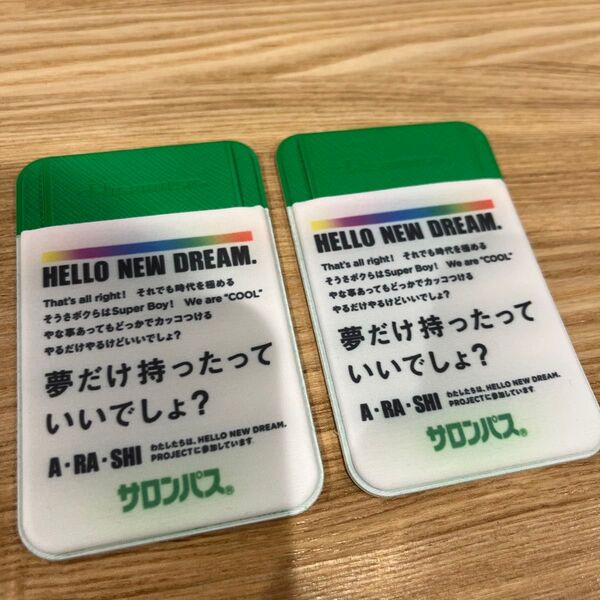 HELLO NEW DREAM.
That's all right! それでも時代を極める
そうさボクらはSuper Boy! We are "COOL"
やな事あってもどっかでカッコつける
やるだけやるけどいいでしょ?
夢だけ持ったって
いいでしょ?
A・RA・SHI
わたしたちは、HELLO NEW DREAM.
PROJECTに参加しています
サロンパス®
HELLO NEW DREAM.
That's all right! それでも時代を極める
そうさボクらはSuper Boy! We are "COOL"
やな事あってもどっかでカッコつける
やるだけやるけどいいでしょ?
夢だけ持ったって
いいでしょ?
A・RA・SHI
わたしたちは、HELLO NEW DREAM.
PROJECTに参加しています
サロンパス®